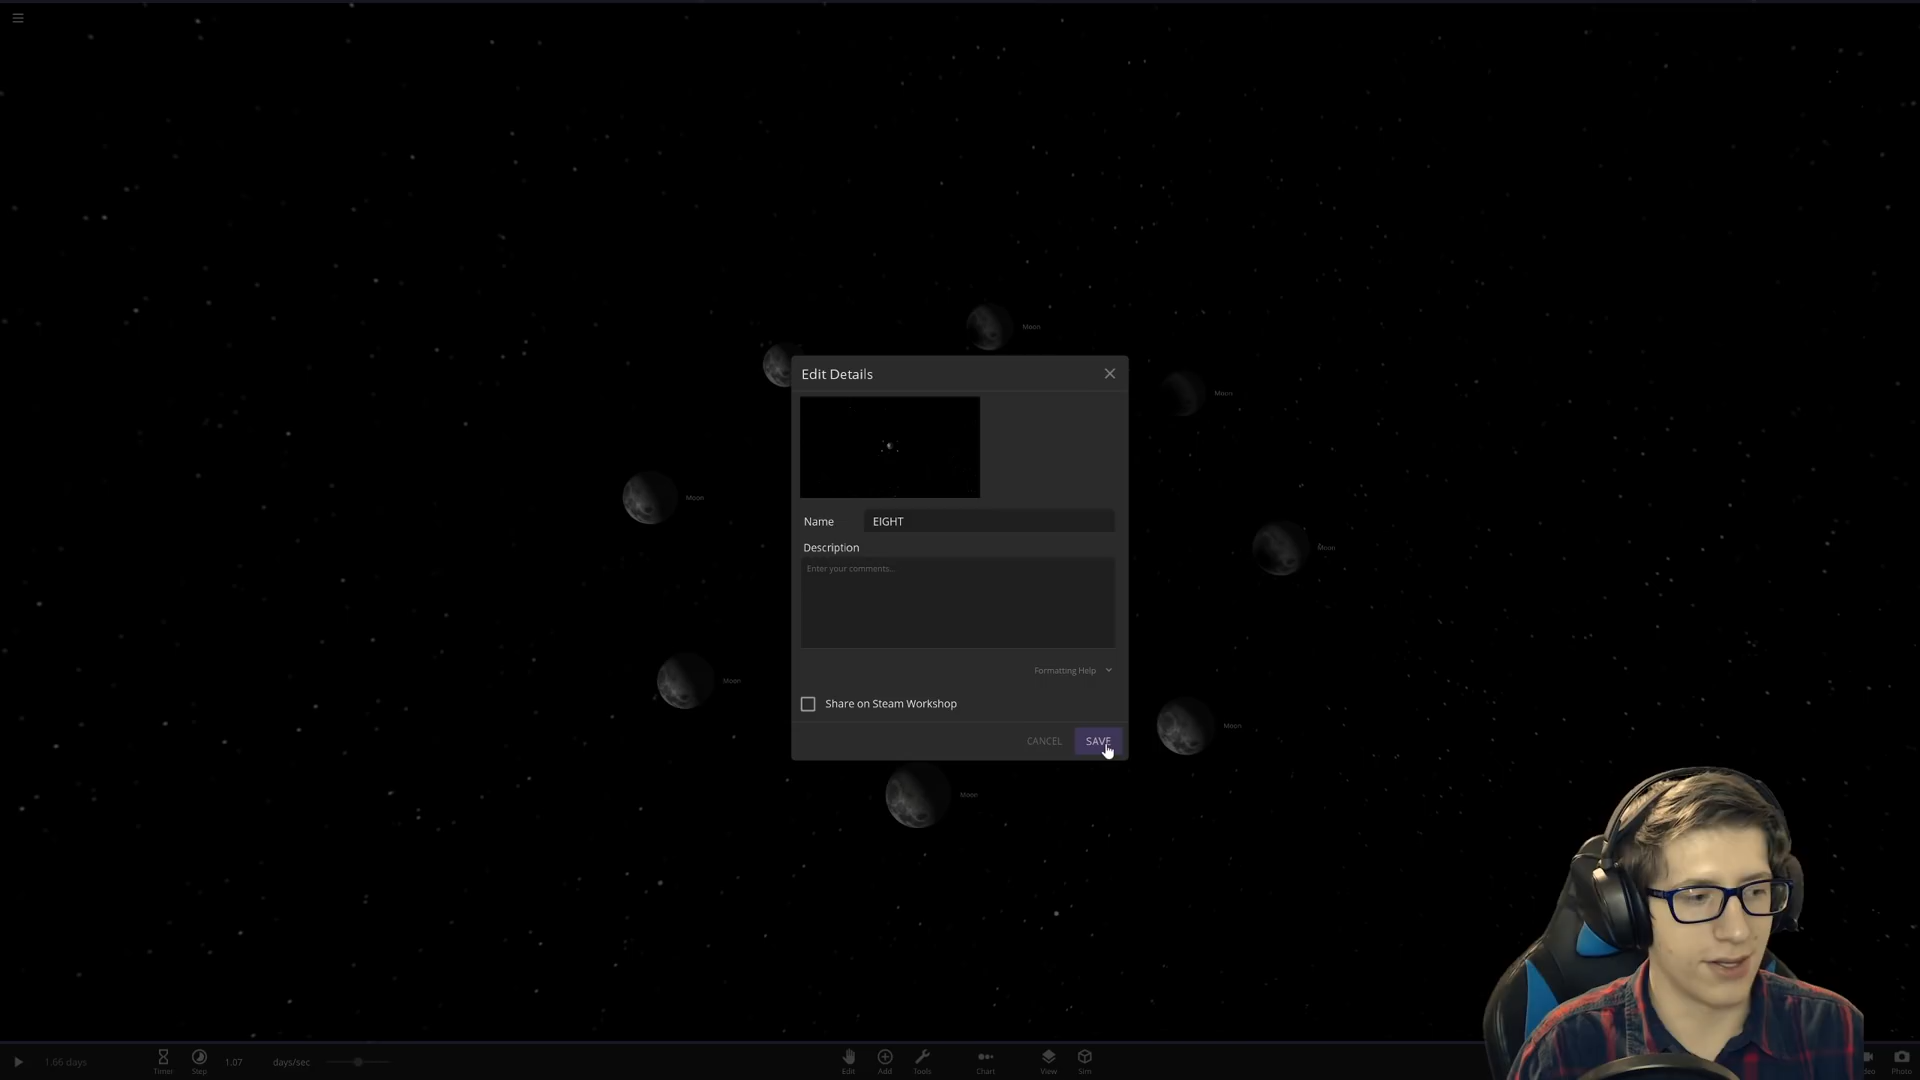 Moon
Edit Details
Moon
Moon
Name EIGHT
Description
Moon
Enter your comments...
Formatting Help
Moon
Share on Steam Workshop
Moon
CANCEL SAVE
Moon
1.66 days
Timer
Step
1.07 days/sec
Edit
Add
Tools
Chart
View
Sim
Photo